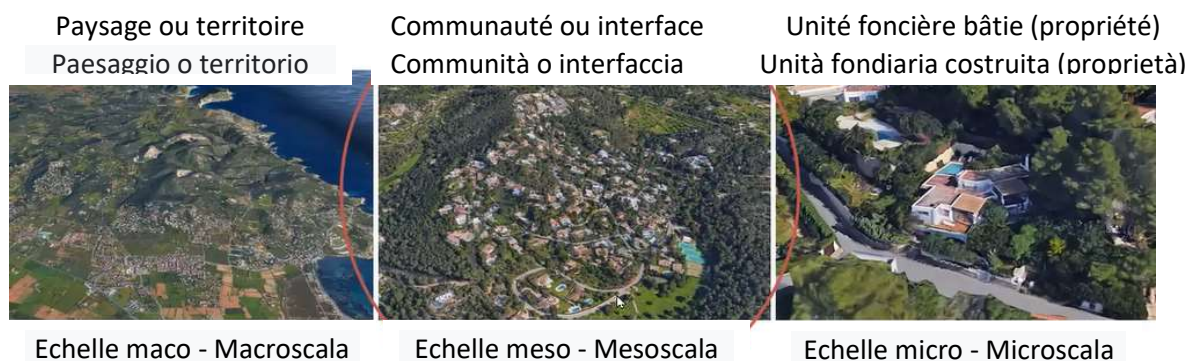 Paysage ou territoire
Paesaggio o territorio
Communauté ou interface
Communità o interfaccia
Unité foncière bâtie (propriété)
Unità fondiaria costruita (proprietà)
Echelle maco - Macroscala
Echelle meso - Mesoscala
Echelle micro - Microscala